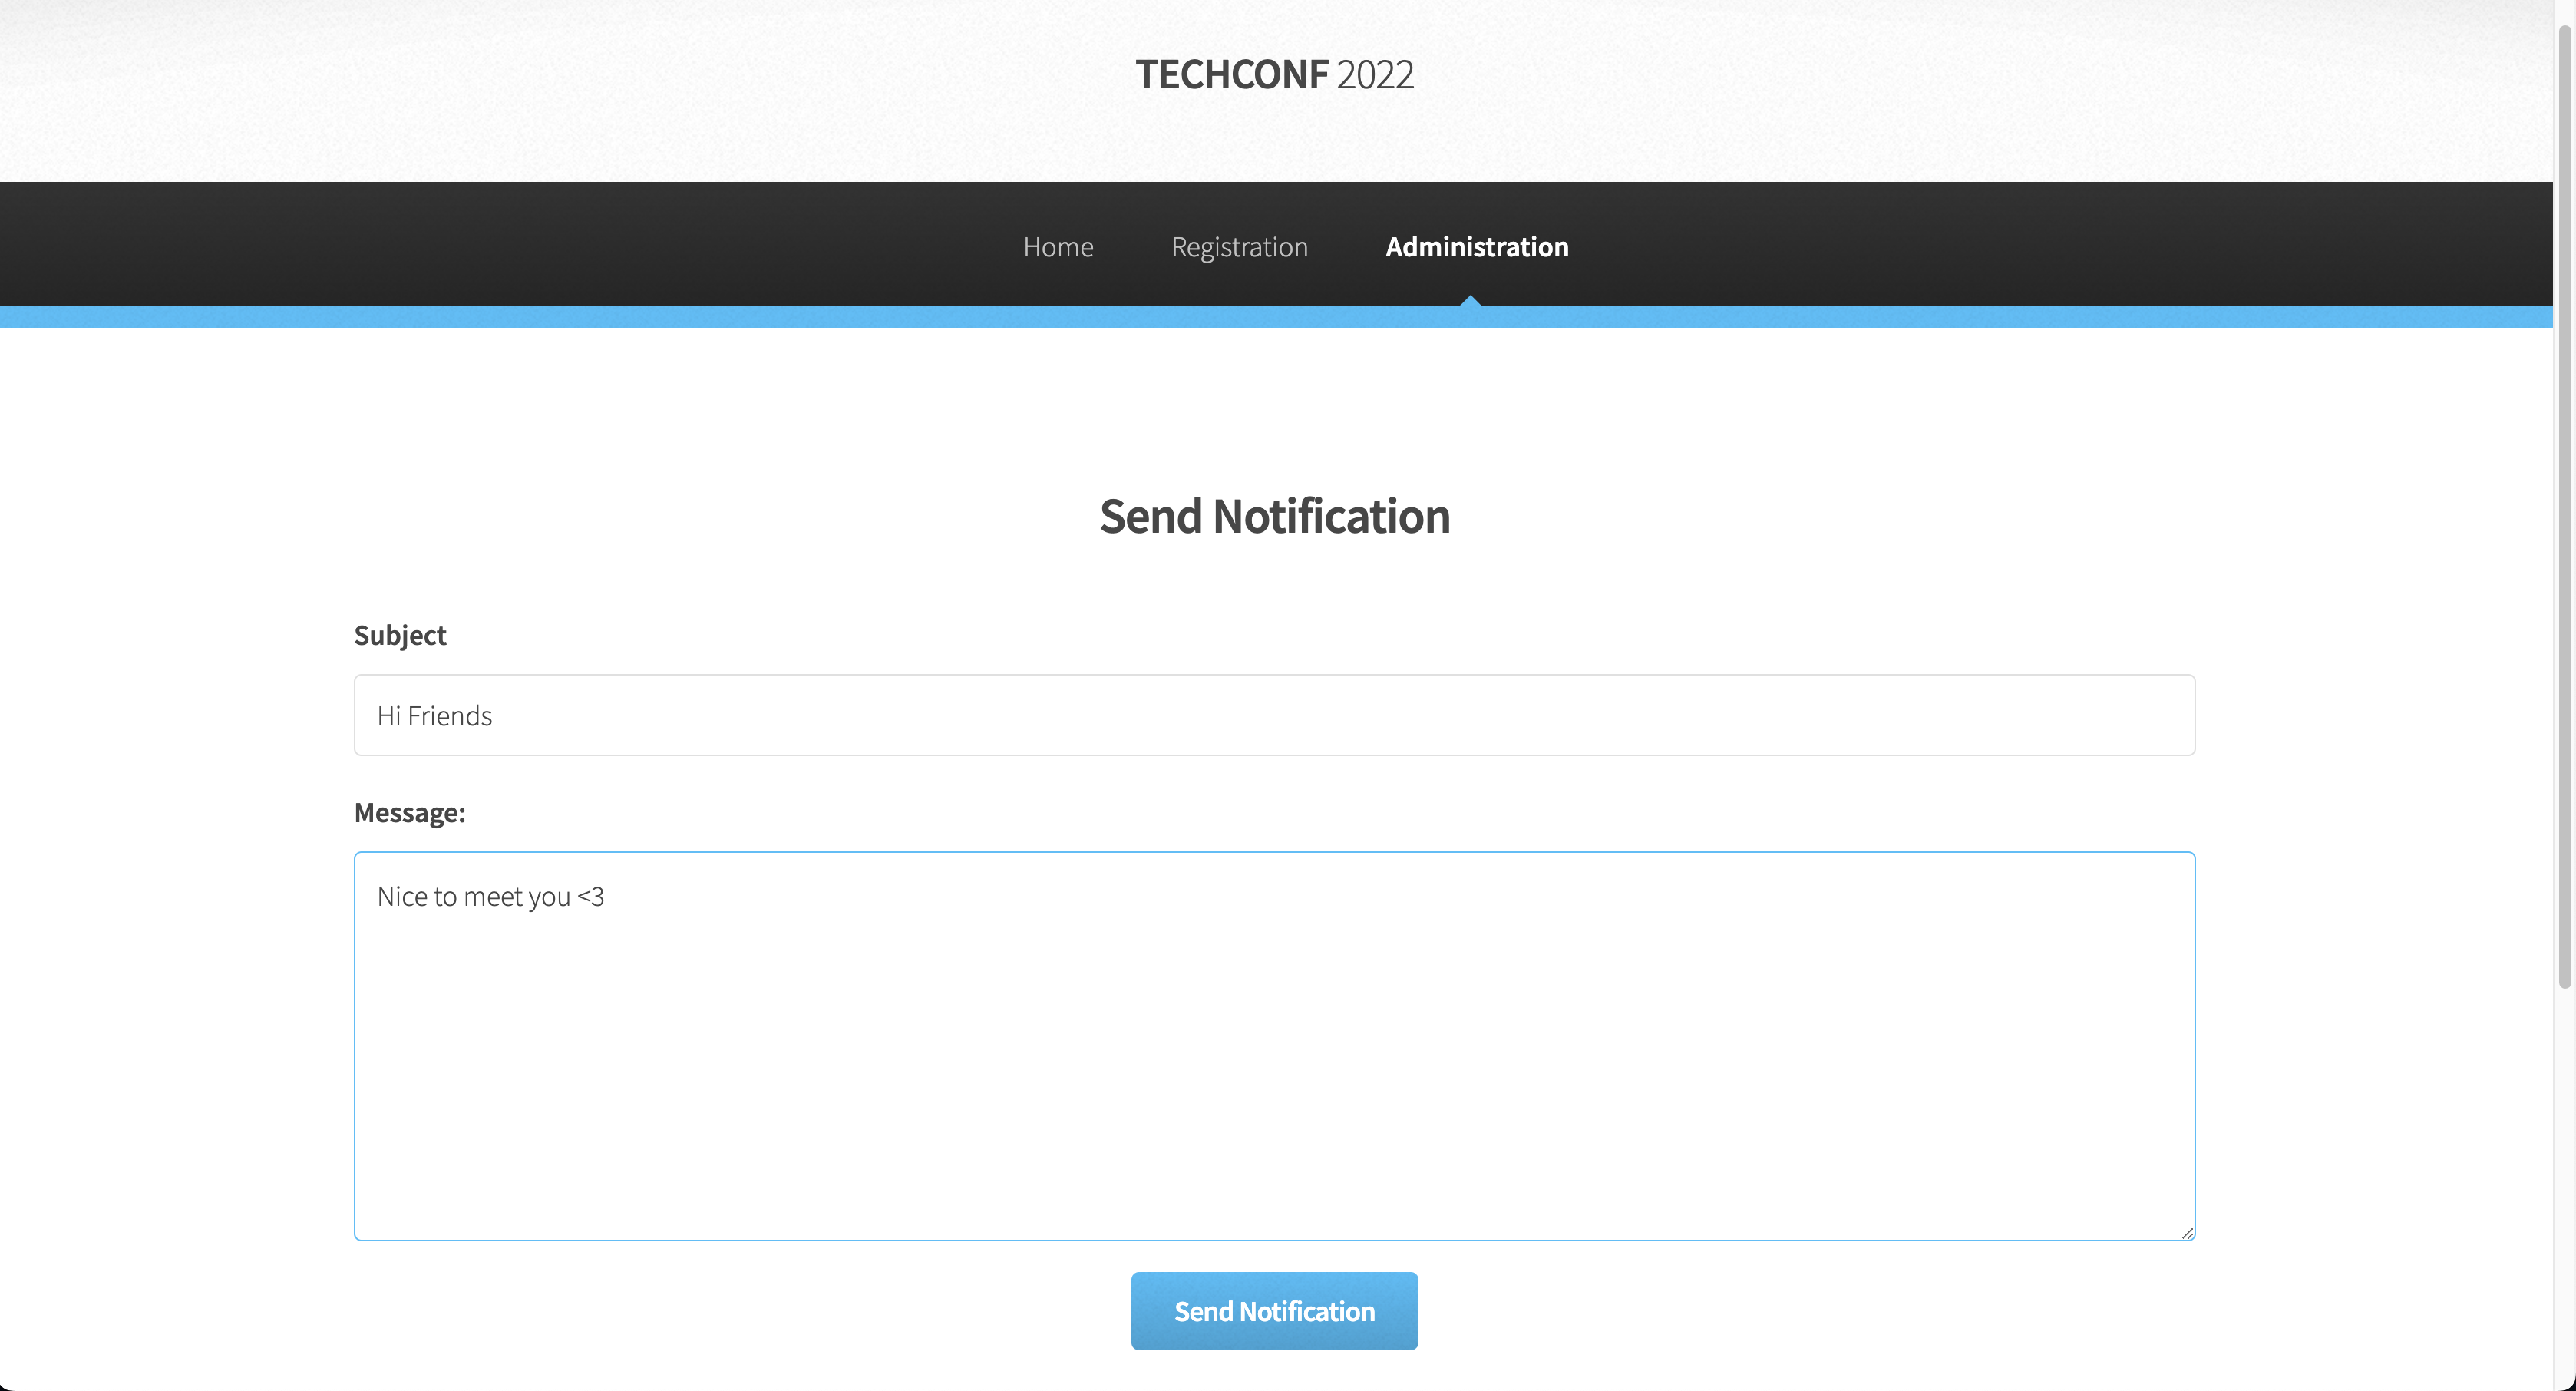 TECHCONF 2022
Home Registration Administration
Send Notification
Subject
Hi Friends
Message:
Nice to meet you <3
Send Notification